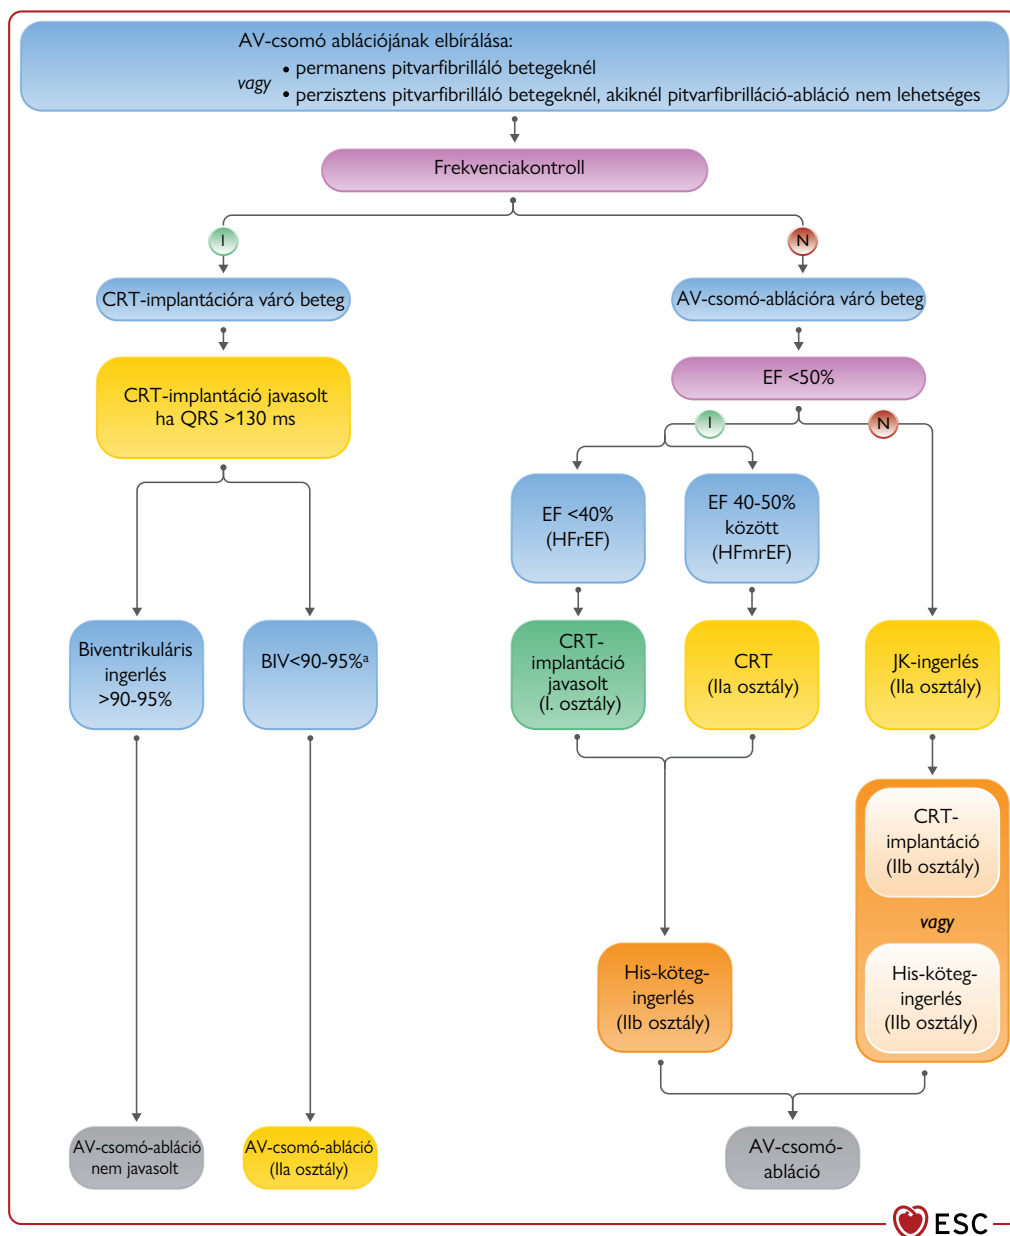 AV-csomó ablációjának elbírálása:
vagy
• permanens pitvarfibrilláló betegeknél
• perzisztens pitvarfibrilláló betegeknél, akiknél pitvarfibrilláció-abláció nem lehetséges
Frekvenciakontroll
I
N
CRT-implantációra váró beteg
AV-csomó-ablációra váró beteg
CRT-implantáció javasolt
ha QRS >130 ms
EF <50%
I
N
EF <40%
(HFrEF)
EF 40-50%
között
(HFmrEF)
Biventrikuláris
ingerlés
>90-95%
BIV<90-95%ᵃ
CRT-
implantáció
javasolt
(I. osztály)
CRT
(IIa osztály)
JK-ingerlés
(IIa osztály)
CRT-
implantáció
(IIb osztály)
vagy
His-köteg-
ingerlés
(IIb osztály)
His-köteg-
ingerlés
(IIb osztály)
AV-csomó-abláció
nem javasolt
AV-csomó-abláció
(IIa osztály)
AV-csomó-
abláció
ESC